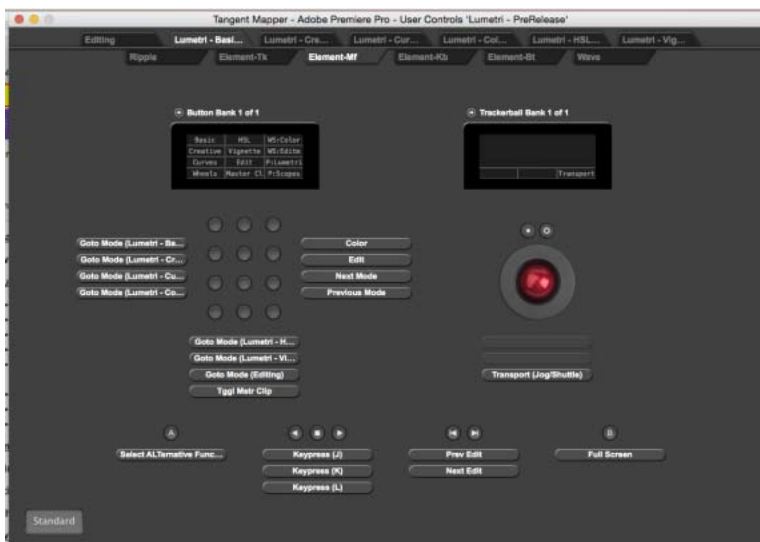 Tangent Mapper - Adobe Premiere Pro - User Controls 'Lumetri - PreRelease'
Editing Lumetri - Basi... Lumetri - Cre... Lumetri - Cur... Lumetri - Col... Lumetri - HSL... Lumetri - Vig...
Ripple Element-Tk Element-Mf Element-Kb Element-Bt Wave
Button Bank 1 of 1 Trackerball Bank 1 of 1
Basic HSL WS:Color
Creative Vignette WS:Editn
Curves Edit P:Lumetri
Wheels Master Cl P:Scopes Transport
Goto Mode (Lumetri - Ba... Color
Goto Mode (Lumetri - Cr... Edit
Goto Mode (Lumetri - Cu... Next Mode
Goto Mode (Lumetri - Co... Previous Mode
Goto Mode (Lumetri - H...
Goto Mode (Lumetri - Vi...
Goto Mode (Editing) Transport (Jog/Shuttle)
Tggl Mstr Clip
A B
Select ALTernative Func... Keypress (J) Prev Edit Full Screen
Keypress (K) Next Edit
Keypress (L)
Standard